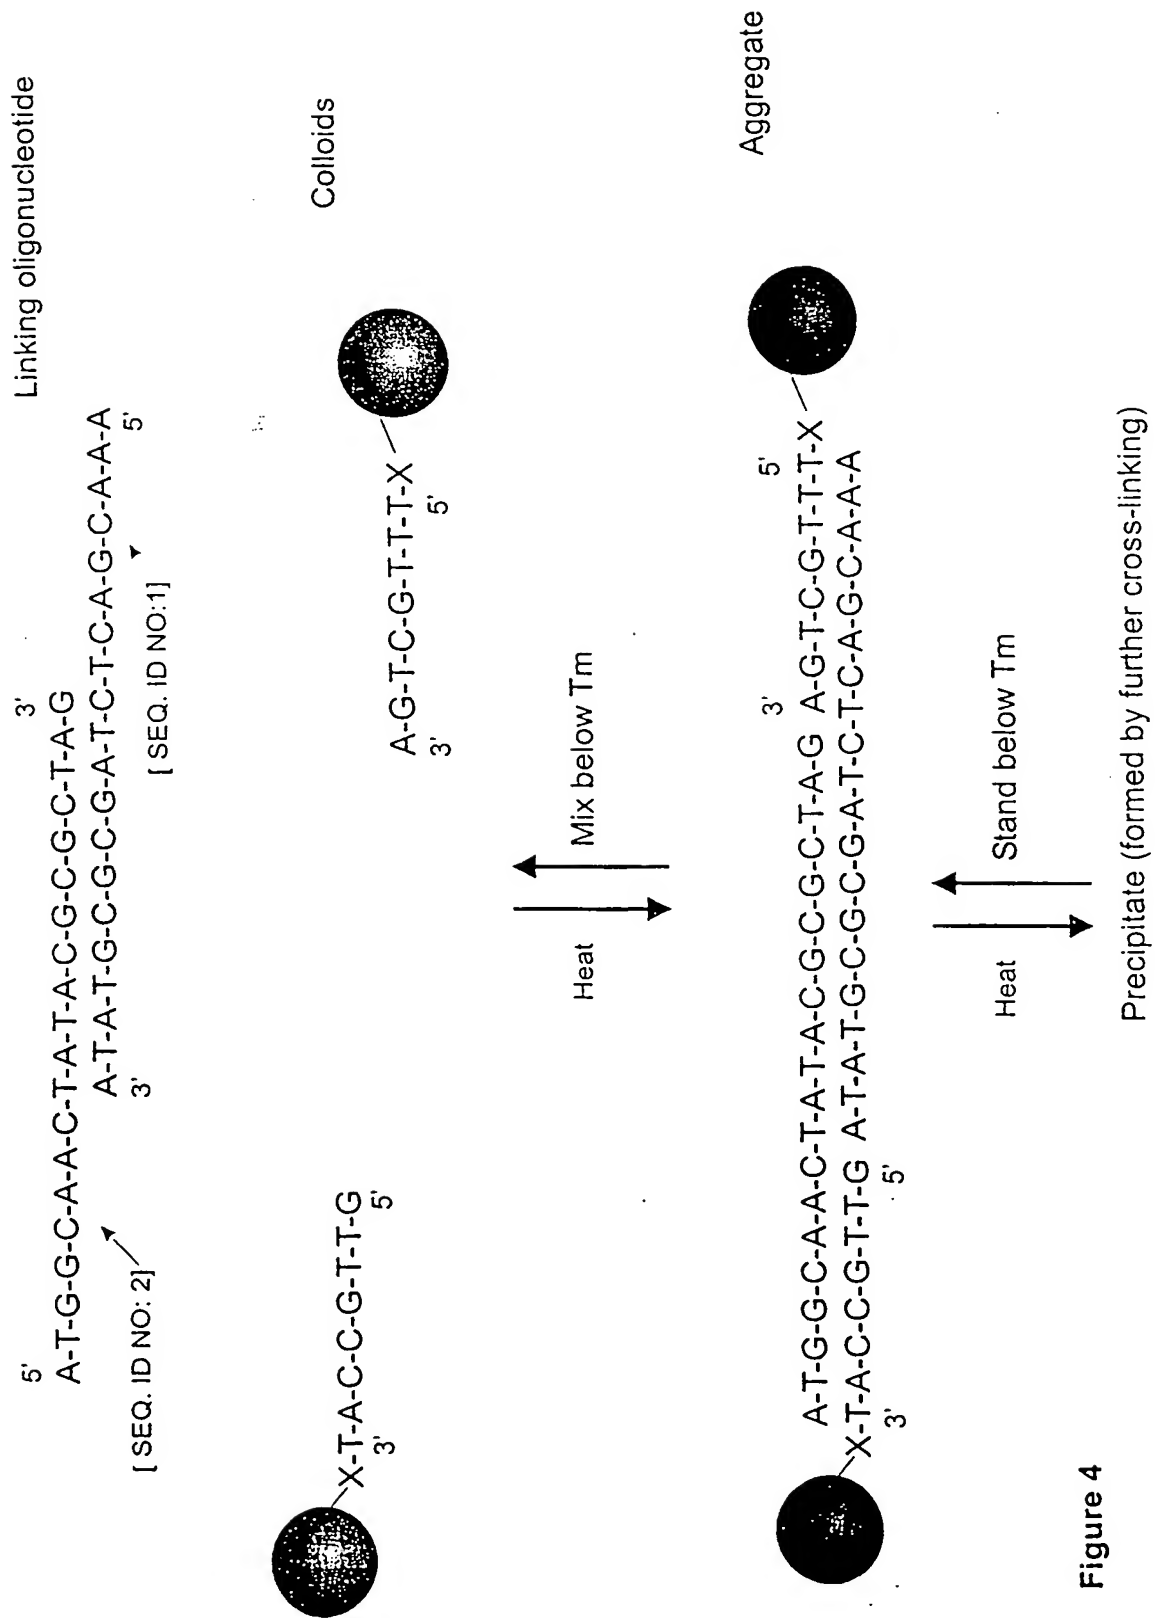 Linking oligonucleotide
5' 3'
A-T-G-G-C-A-A-C-T-A-T-A-C-G-C-G-C-T-A-G
A-T-A-T-G-C-G-C-G-A-T-C-T-C-A-G-C-A-A-A
3' 5'
[SEQ. ID NO: 2]
[SEQ. ID NO:1]
Colloids
X-T-A-C-C-G-T-T-G
3' 5'
A-G-T-C-G-T-T-T-X
3' 5'
Heat
Mix below Tm
Aggregate
3' 5'
A-T-G-G-C-A-A-C-T-A-T-A-C-G-C-G-C-T-A-G A-G-T-C-G-T-T-T-X
X-T-A-C-C-G-T-T-G A-T-A-T-G-C-G-C-G-A-T-C-T-C-A-G-C-A-A-A
3' 5'
Heat
Stand below Tm
Precipitate (formed by further cross-linking)
Figure 4